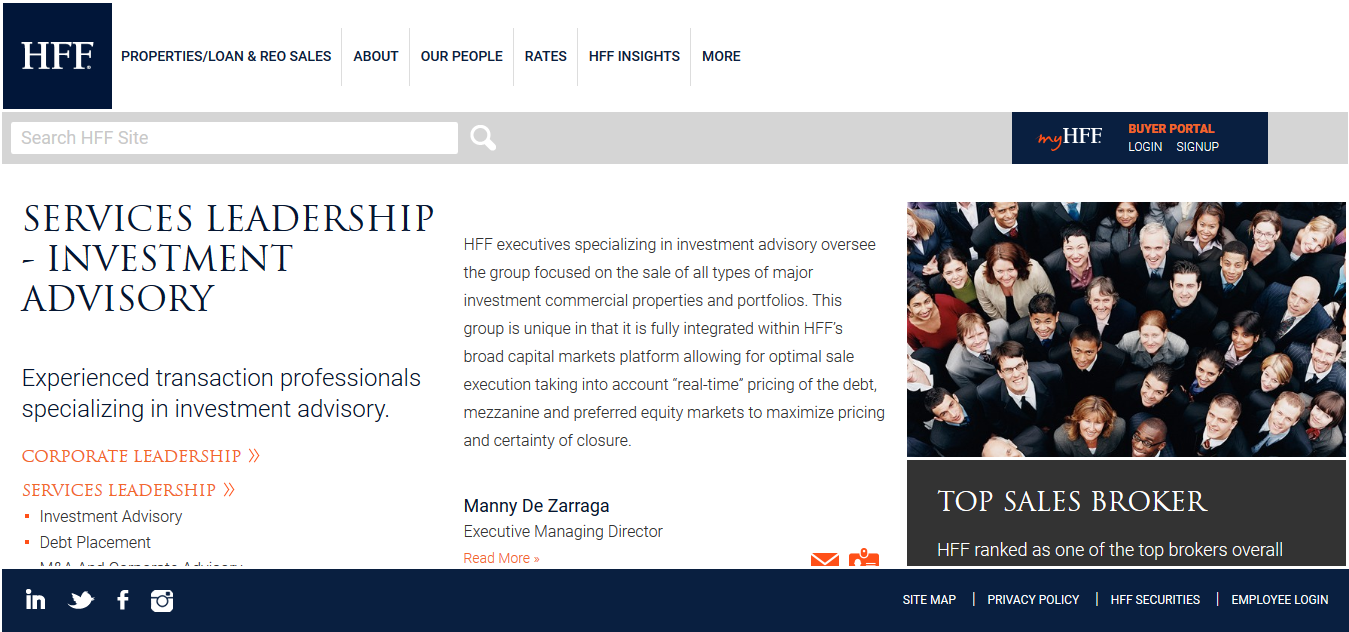 HFF
PROPERTIES/LOAN & REO SALES
ABOUT
OUR PEOPLE
RATES
HFF INSIGHTS
MORE
Search HFF Site
myHFF
BUYER PORTAL
LOGIN SIGNUP
SERVICES LEADERSHIP
- INVESTMENT
ADVISORY
Experienced transaction professionals
specializing in investment advisory.
CORPORATE LEADERSHIP »
SERVICES LEADERSHIP »
Investment Advisory
Debt Placement
M&A And Corporate Advisory
HFF executives specializing in investment advisory oversee
the group focused on the sale of all types of major
investment commercial properties and portfolios. This
group is unique in that it is fully integrated within HFF’s
broad capital markets platform allowing for optimal sale
execution taking into account “real-time” pricing of the debt,
mezzanine and preferred equity markets to maximize pricing
and certainty of closure.
Manny De Zarraga
Executive Managing Director
Read More »
TOP SALES BROKER
HFF ranked as one of the top brokers overall
SITE MAP | PRIVACY POLICY | HFF SECURITIES | EMPLOYEE LOGIN